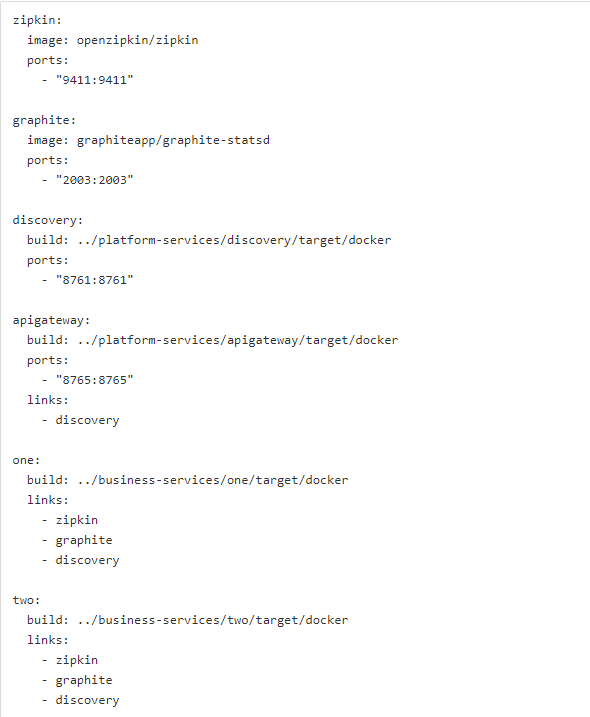 zipkin:
  image: openzipkin/zipkin
  ports:
    - "9411:9411"

graphite:
  image: graphiteapp/graphite-statsd
  ports:
    - "2003:2003"

discovery:
  build: ../platform-services/discovery/target/docker
  ports:
    - "8761:8761"

apigateway:
  build: ../platform-services/apigateway/target/docker
  ports:
    - "8765:8765"
  links:
    - discovery

one:
  build: ../business-services/one/target/docker
  links:
    - zipkin
    - graphite
    - discovery

two:
  build: ../business-services/two/target/docker
  links:
    - zipkin
    - graphite
    - discovery